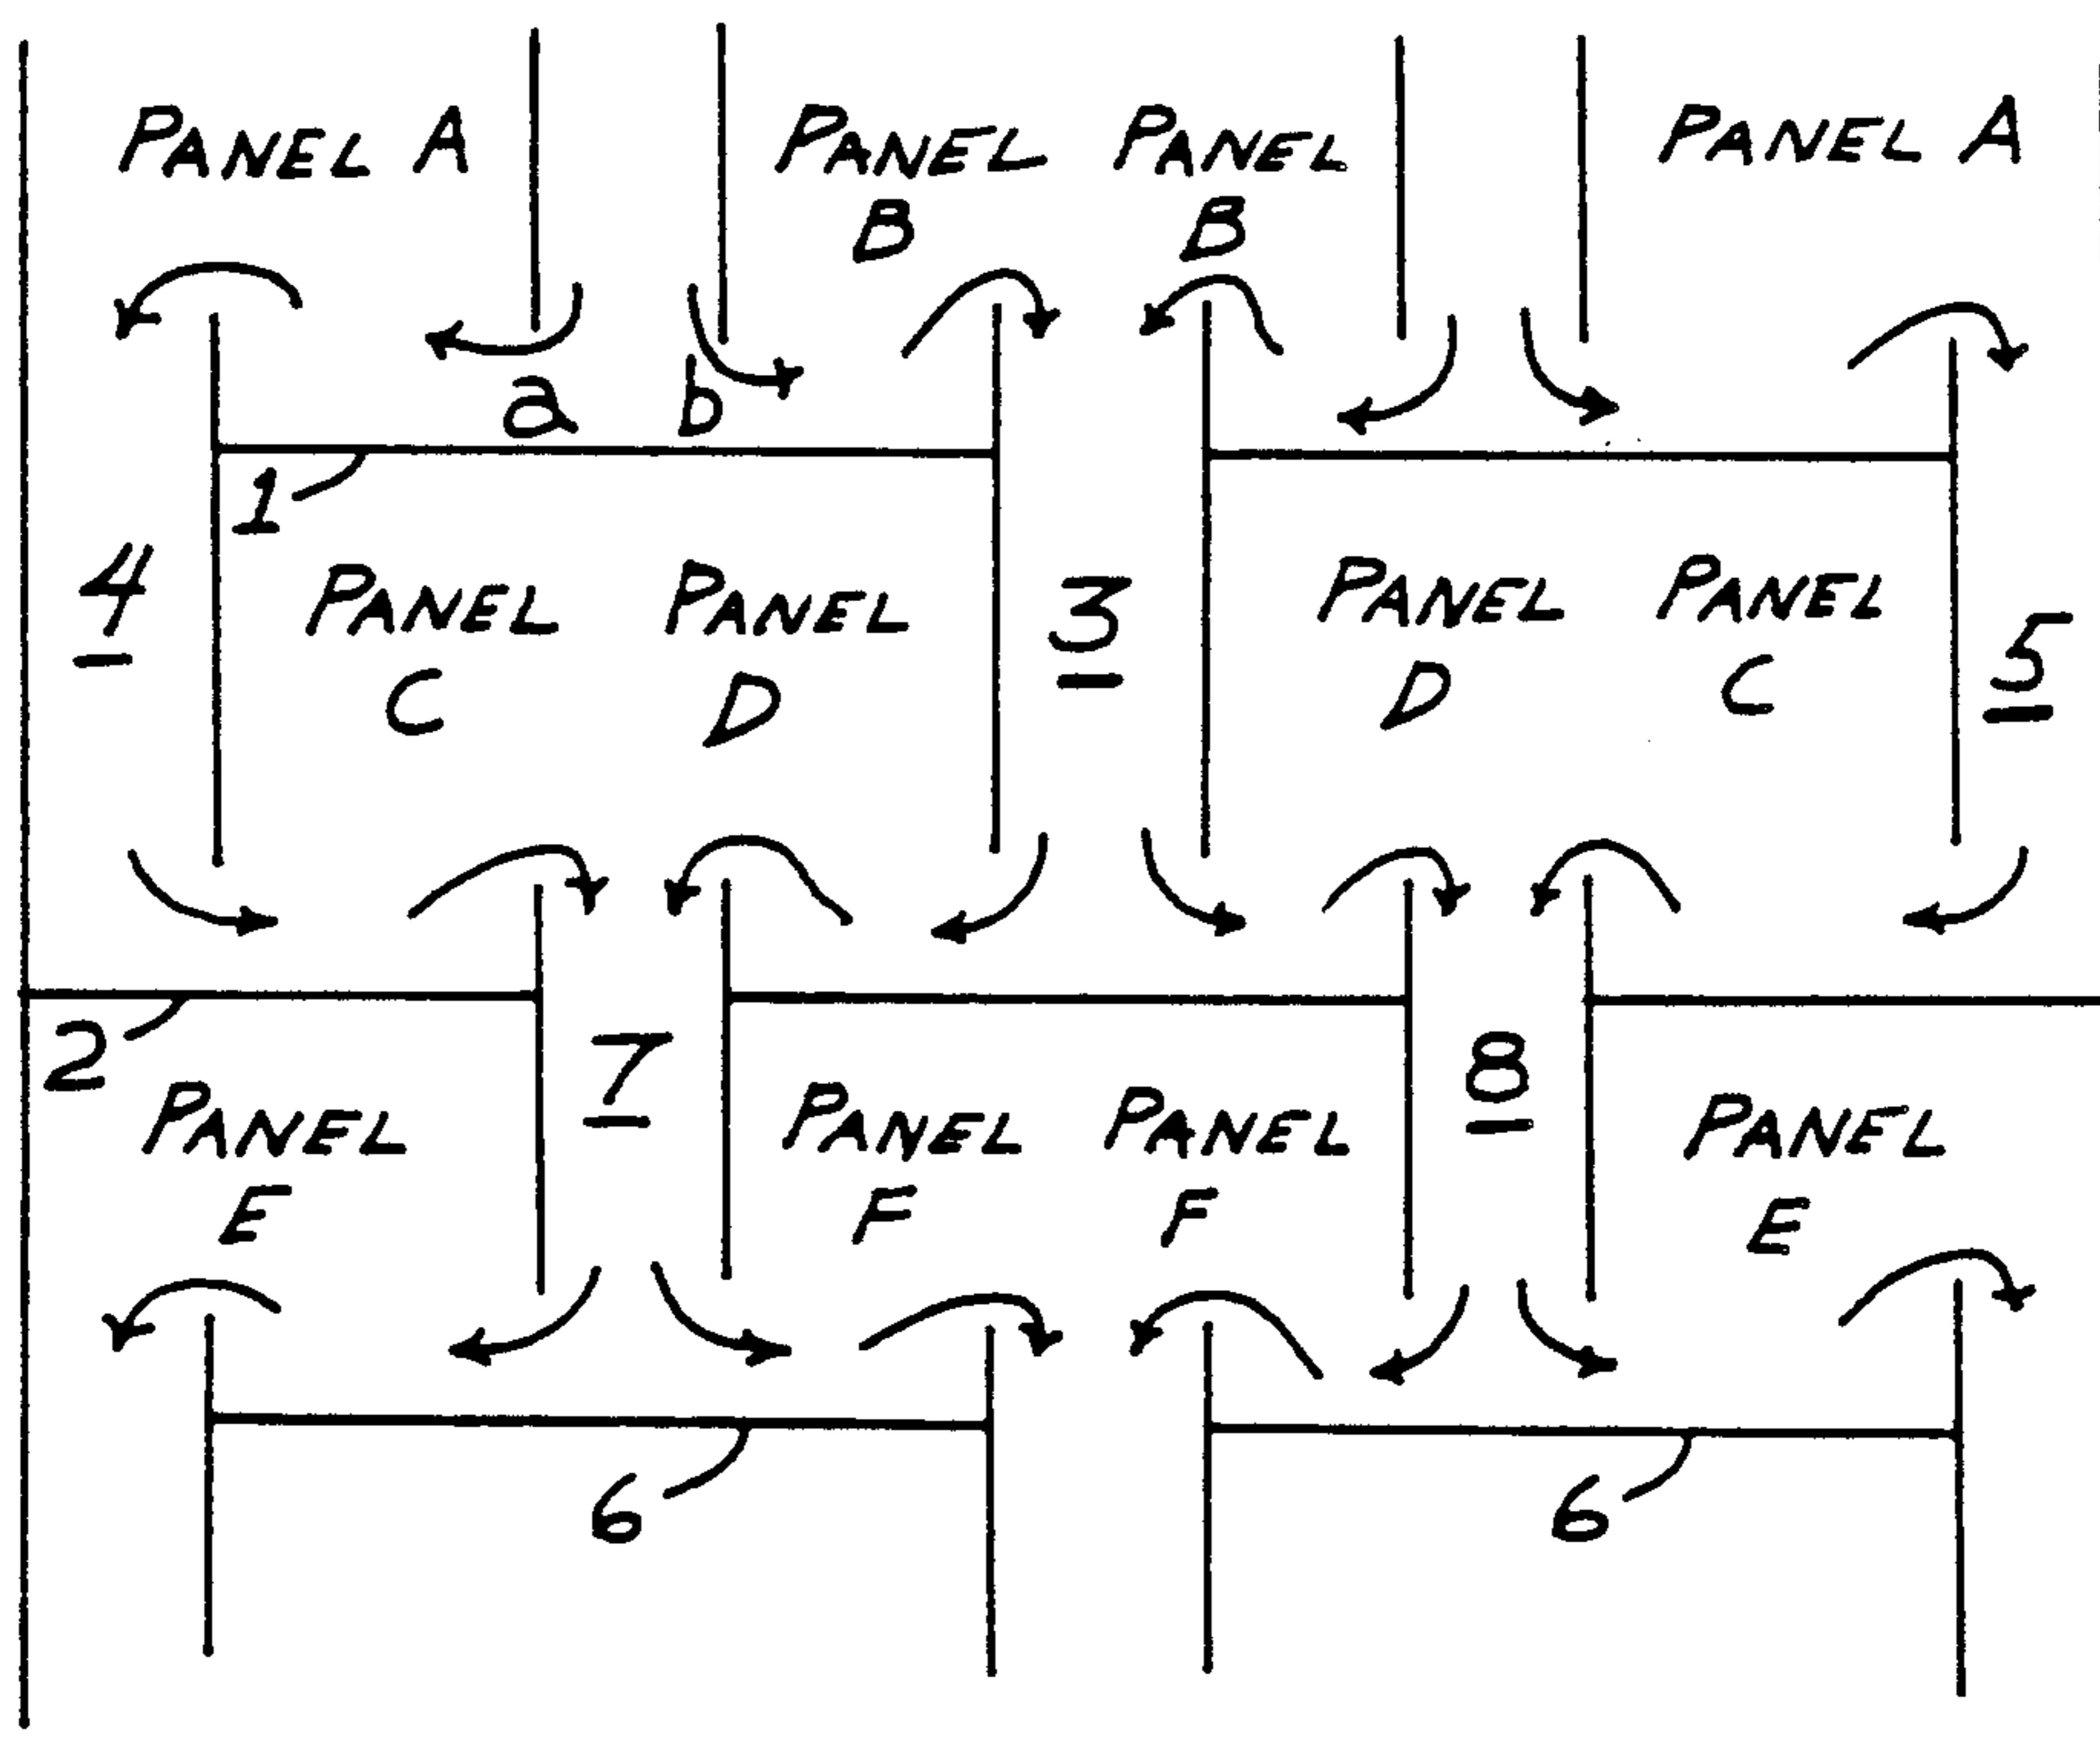 PANEL A PANEL B PANEL B PANEL A
a b
1
4 PANEL C PANEL D 3 PANEL D PANEL C 5
2 7 8
PANEL E PANEL F PANEL F PANEL E
6 6